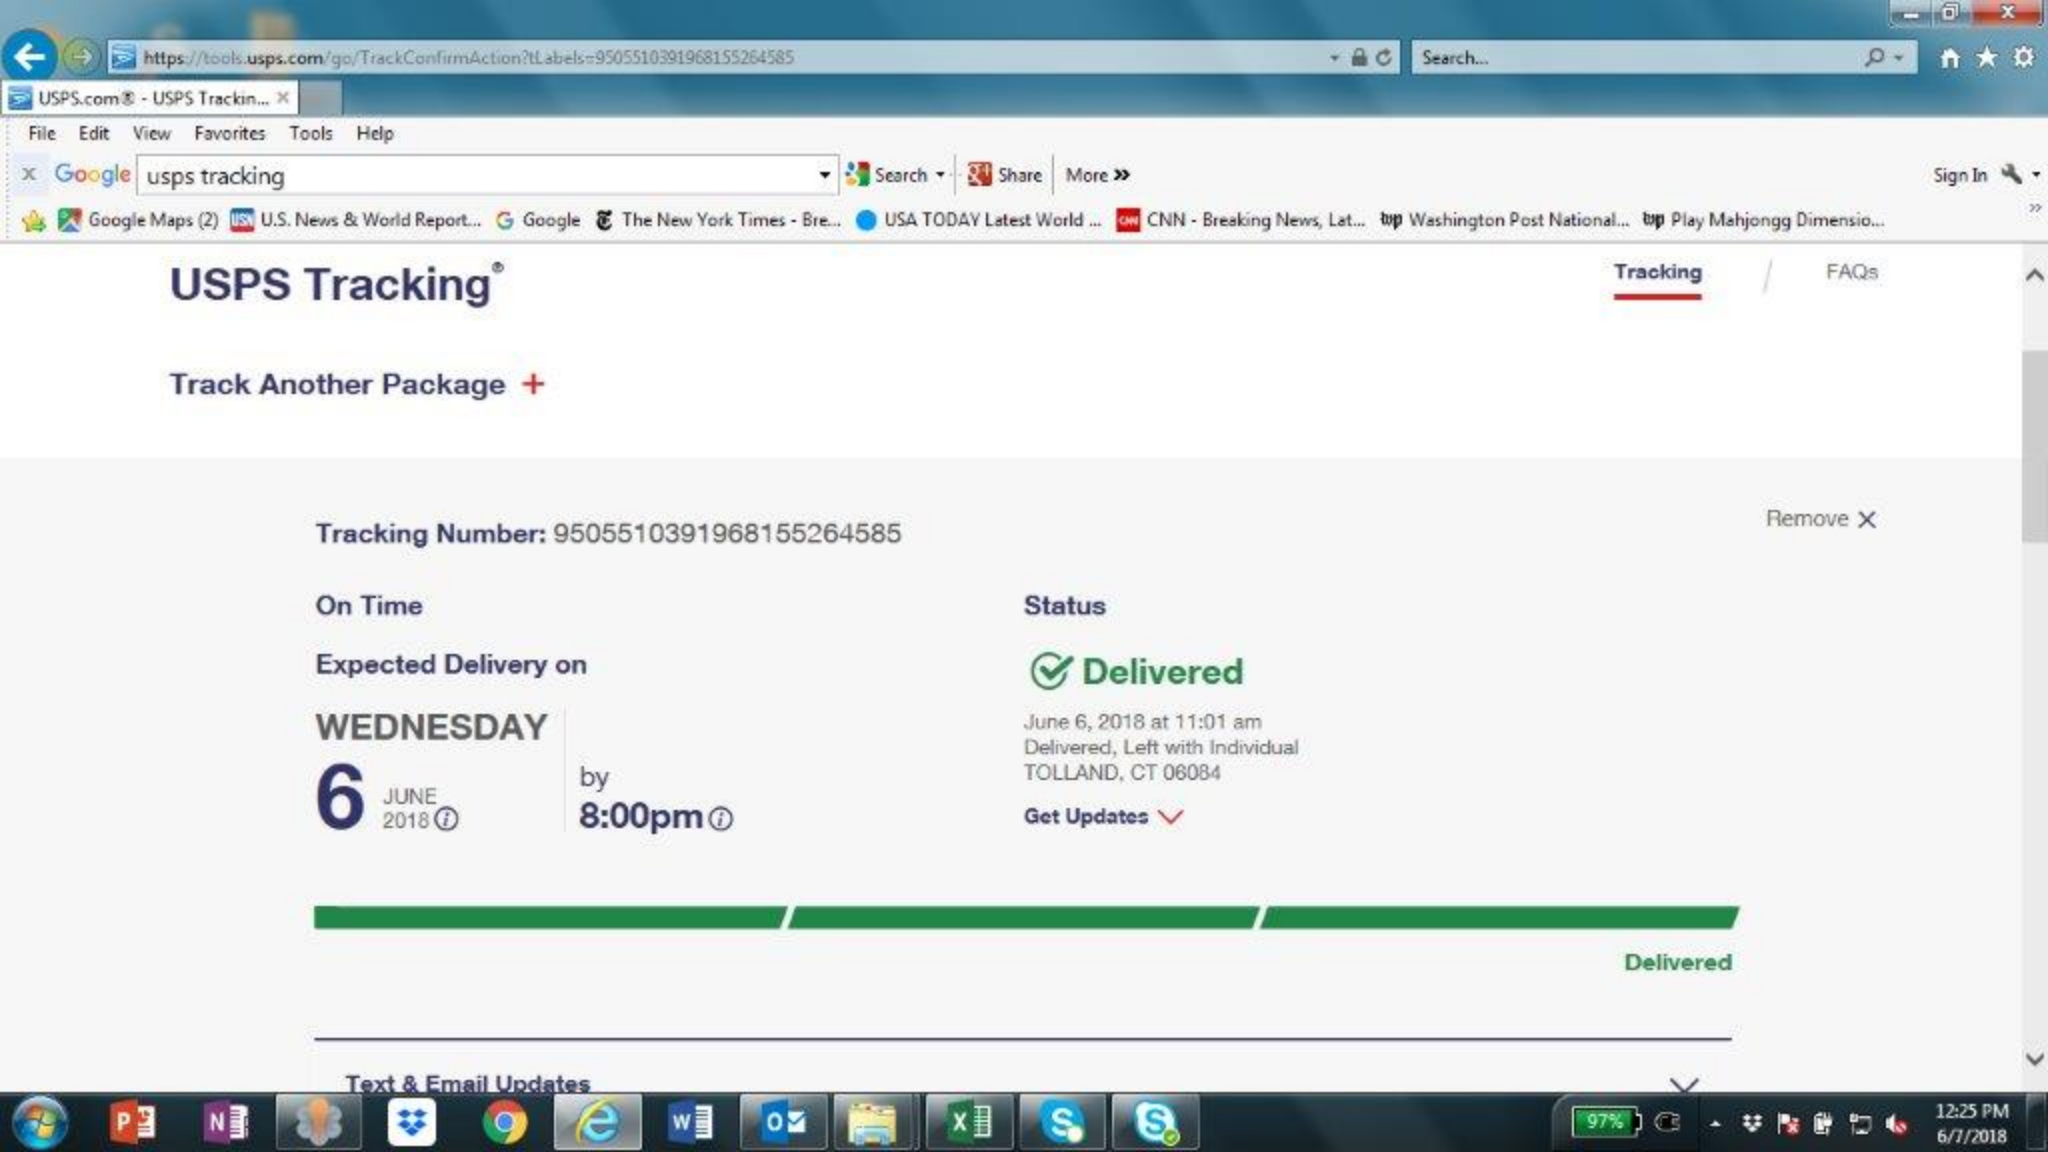 https://tools.usps.com/go/TrackConfirmAction?tLabels=9505510391968155264585
Search...
USPS.com® - USPS Trackin...
File Edit View Favorites Tools Help
X Google usps tracking Search Share More » Sign In
Google Maps (2) USN U.S. News & World Report... G Google The New York Times - Bre... USA TODAY Latest World ... CNN CNN - Breaking News, Lat... wp Washington Post National... wp Play Mahjongg Dimensio... »
USPS Tracking®
Tracking / FAQs
Track Another Package +
Tracking Number: 9505510391968155264585
Remove X
On Time
Status
Expected Delivery on
Delivered
WEDNESDAY
6 JUNE 2018 by 8:00pm
June 6, 2018 at 11:01 am
Delivered, Left with Individual
TOLLAND, CT 06084
Get Updates
Delivered
Text & Email Updates
97%
12:25 PM
6/7/2018